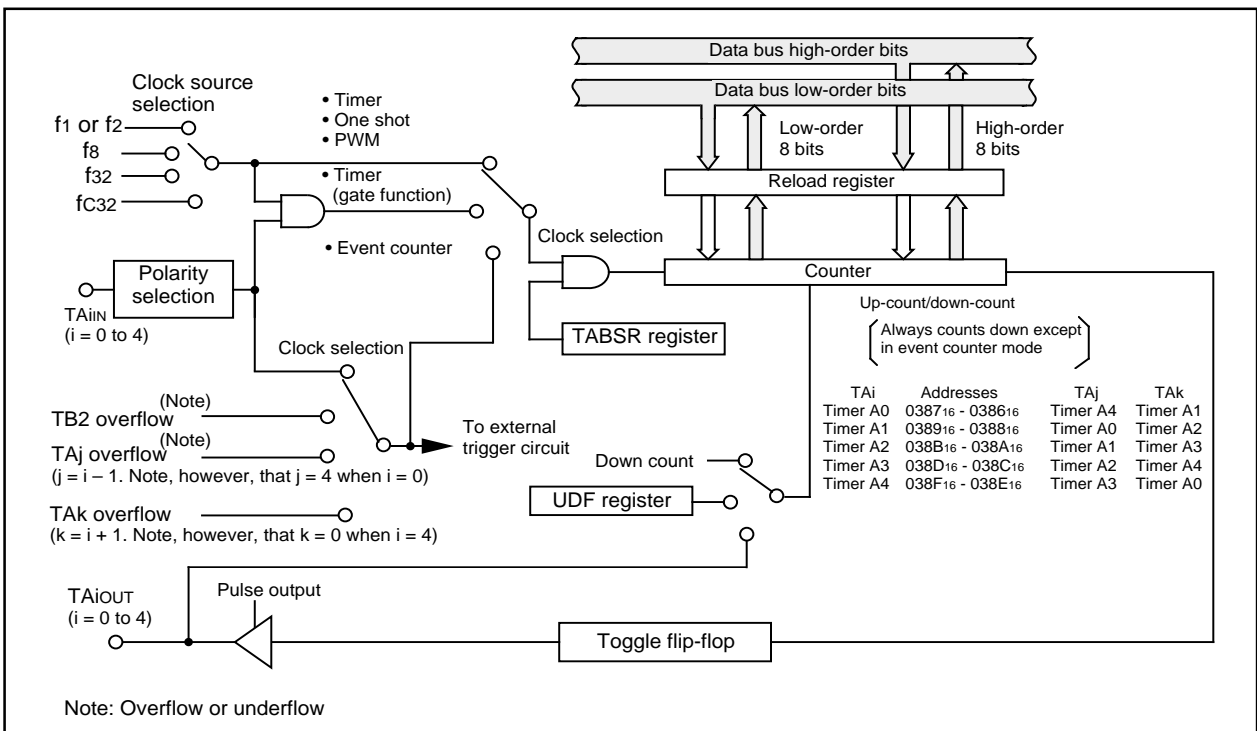 Data bus high-order bits
Data bus low-order bits
Clock source
selection
f1 or f2
f8
f32
fC32
• Timer
• One shot
• PWM
• Timer
(gate function)
• Event counter
Low-order
8 bits
High-order
8 bits
Reload register
Clock selection
Counter
Polarity
selection
TAiIN
(i = 0 to 4)
TABSR register
Up-count/down-count
Always counts down except
in event counter mode
Clock selection
TB2 overflow
(Note)
TAj overflow
(Note)
(j = i – 1. Note, however, that j = 4 when i = 0)
TAk overflow
(k = i + 1. Note, however, that k = 0 when i = 4)
To external
trigger circuit
Down count
UDF register
TAi Addresses TAj TAk
Timer A0 038716 - 038616 Timer A4 Timer A1
Timer A1 038916 - 038816 Timer A0 Timer A2
Timer A2 038B16 - 038A16 Timer A1 Timer A3
Timer A3 038D16 - 038C16 Timer A2 Timer A4
Timer A4 038F16 - 038E16 Timer A3 Timer A0
TAiOUT
(i = 0 to 4)
Pulse output
Toggle flip-flop
Note: Overflow or underflow